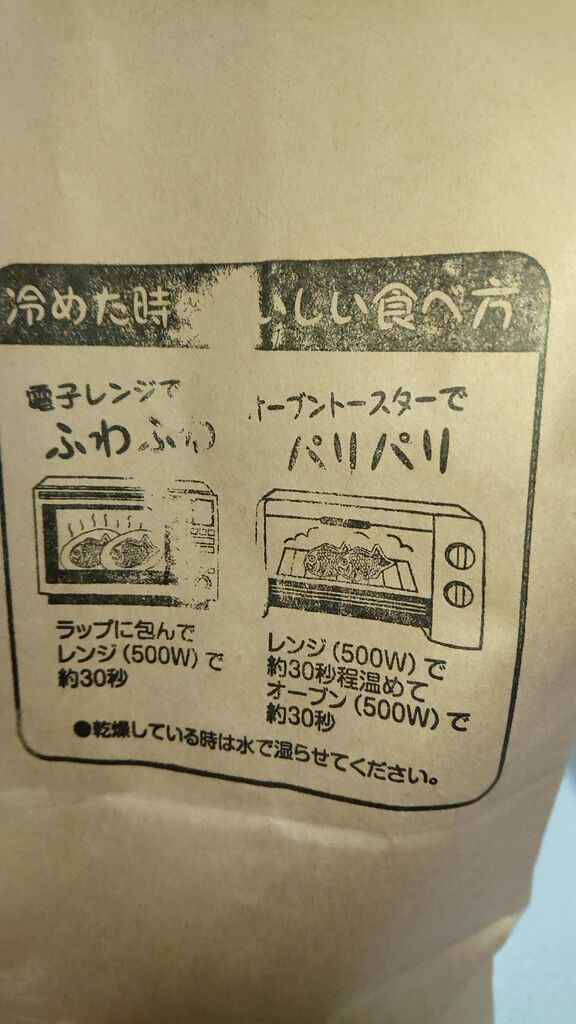 冷めた時 いしい食べ方
電子レンジで
ふわふわ
オーブントースターで
パリパリ
ラップに包んで
レンジ(500W)で
約30秒
レンジ(500W)で
約30秒程温めて
オーブン(500W)で
約30秒
●乾燥している時は水で湿らせてください。